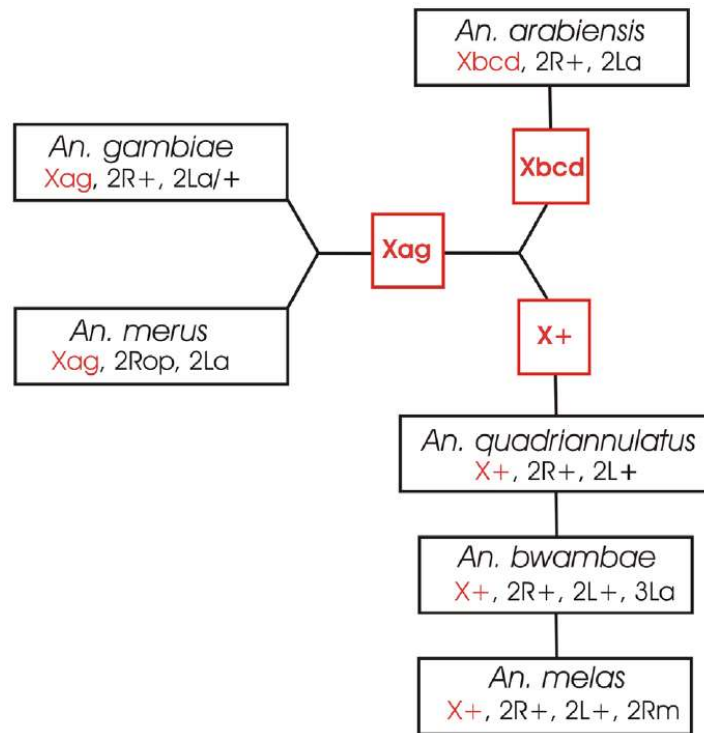 An. arabiensis
Xbcd, 2R+, 2La
An. gambiae
Xag, 2R+, 2La/+
Xbcd
Xag
An. merus
Xag, 2Rop, 2La
X+
An. quadriannulatus
X+, 2R+, 2L+
An. bwambae
X+, 2R+, 2L+, 3La
An. melas
X+, 2R+, 2L+, 2Rm